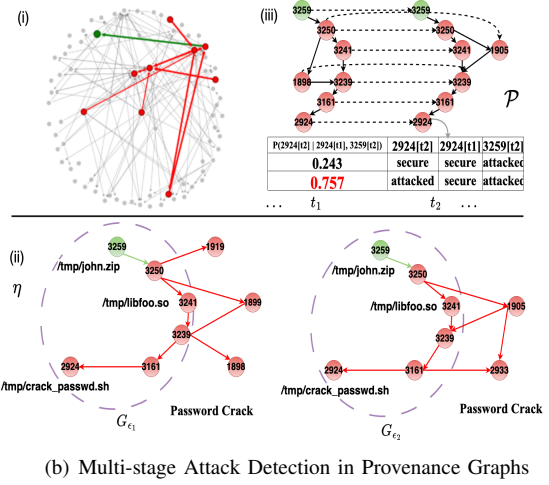 (i)
(iii)
3259 3259
3250 3250
3241 3241 1905
1898 3239 3239
3161 3161
2924 2924
𝒫
P(2924[t2] | 2924[t1], 3259[t2]) 2924[t2] 2924[t1] 3259[t2]
0.243 secure secure attacked
0.757 attacked secure attacked
... t₁ t₂ ...
(ii)
η
3259 1919
/tmp/john.zip 3250
/tmp/libfoo.so 3241 1899
3239
2924 3161 1898
/tmp/crack_passwd.sh
Password Crack
G_ϵ₁
3259
/tmp/john.zip 3250
/tmp/libfoo.so 3241 1905
3239
2924 3161 2933
/tmp/crack_passwd.sh
Password Crack
G_ϵ₂
(b) Multi-stage Attack Detection in Provenance Graphs